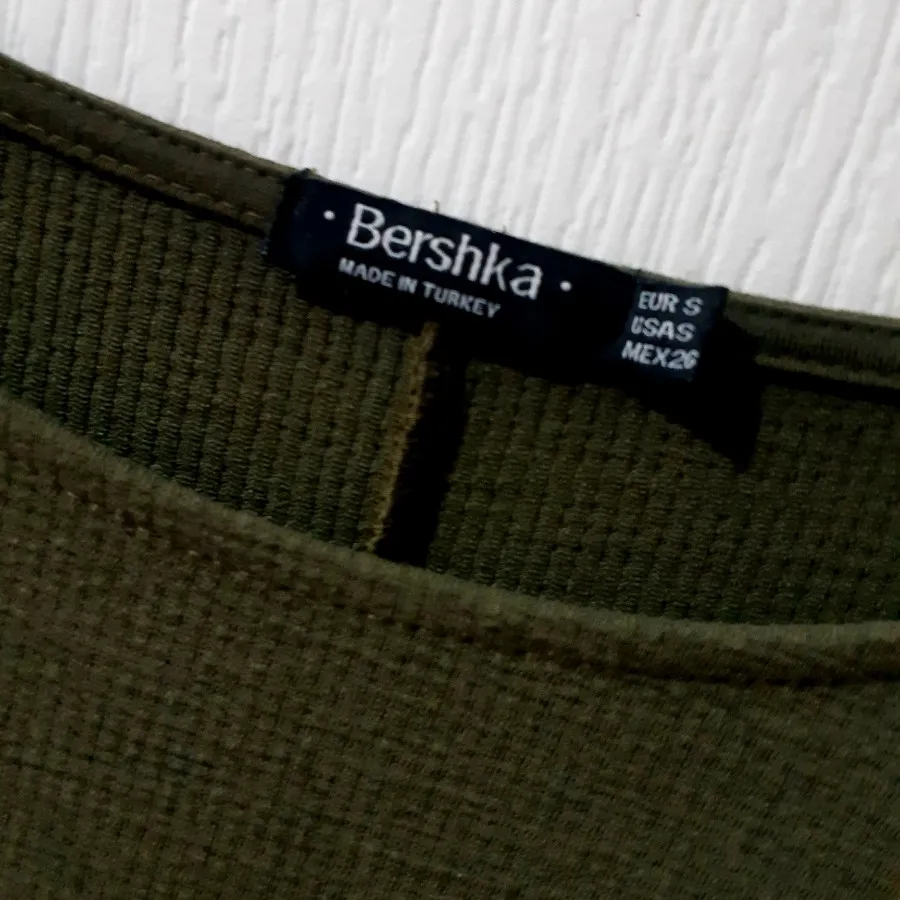 · Bershka ·
MADE IN TURKEY
EUR S
USA S
MEX 26